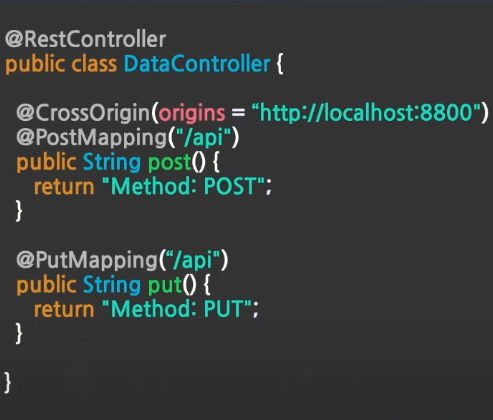 @RestController
public class DataController {
@CrossOrigin(origins = “http://localhost:8800")
@PostMapping("/api")
public String post() {
return "Method: POST";
}
@PutMapping(“/api")
public String put() {
return "Method: PUT";
}
}